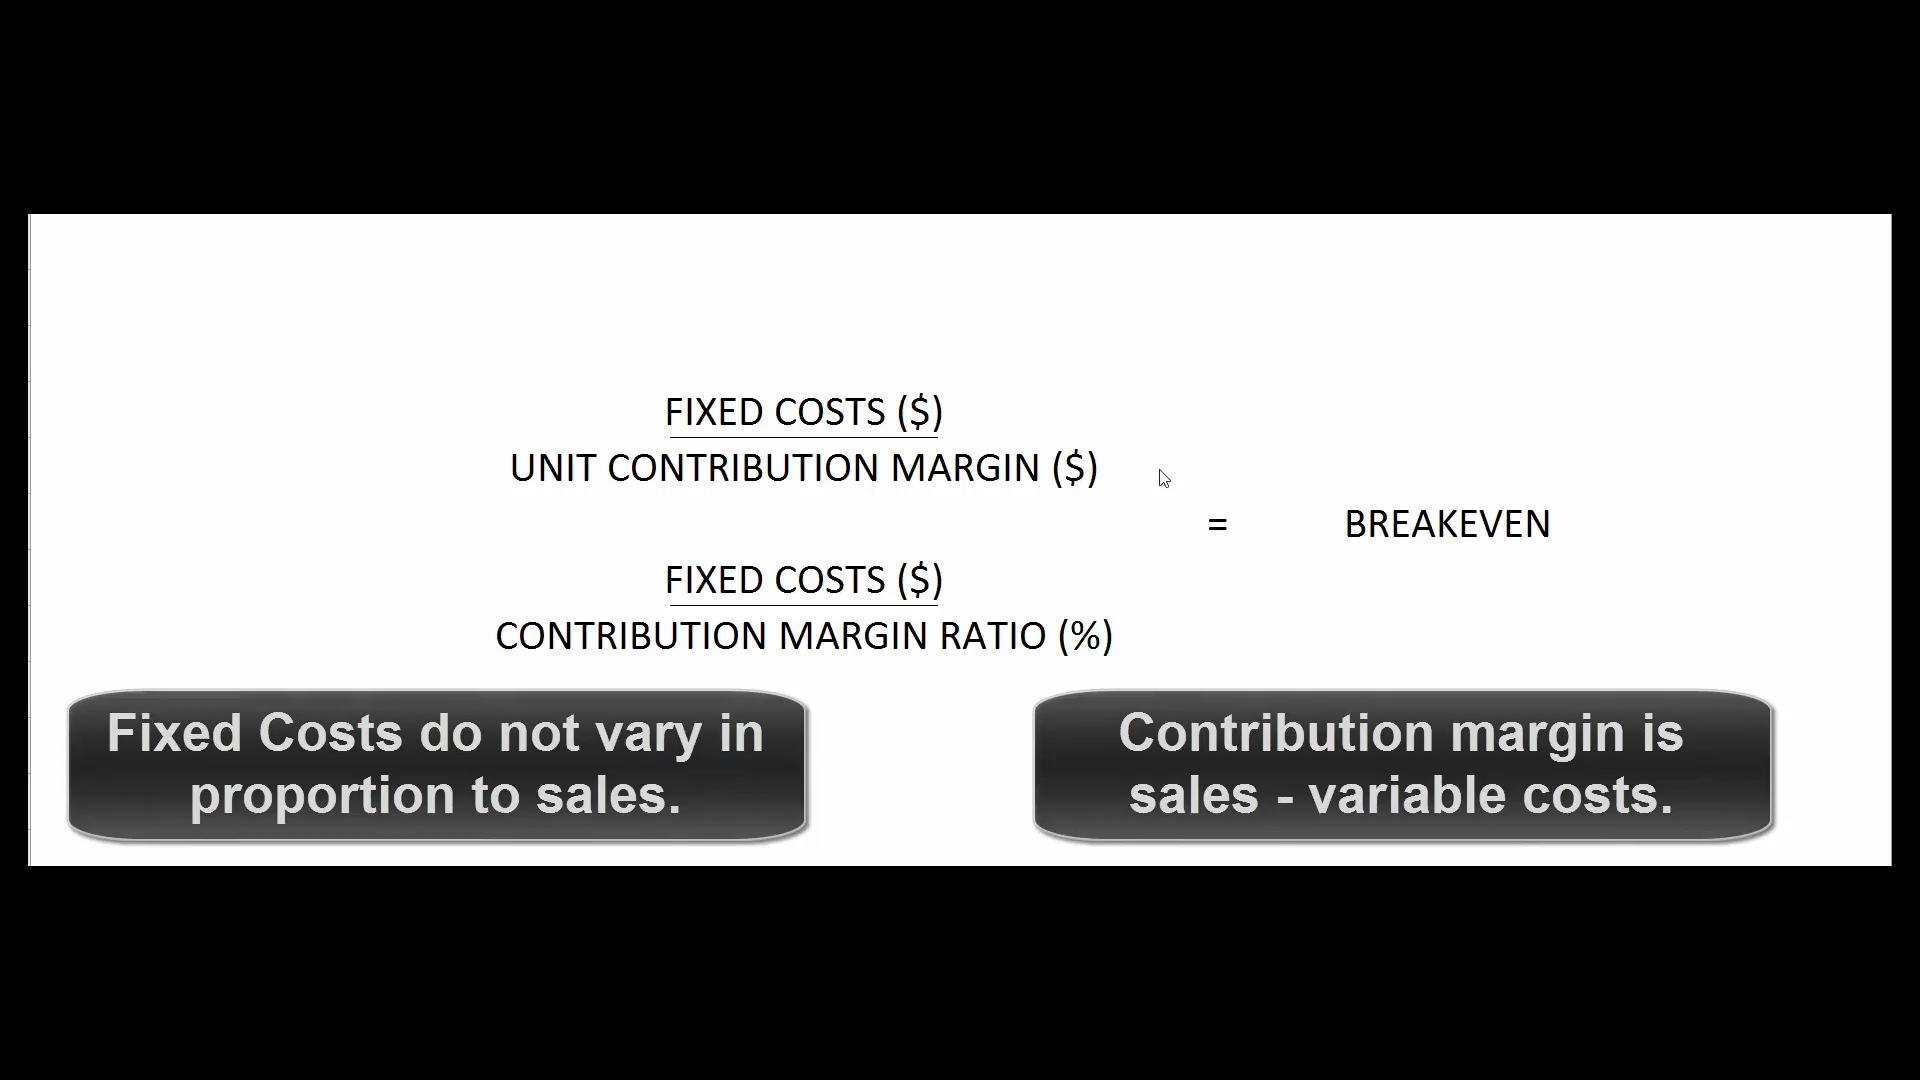 FIXED COSTS ($)
UNIT CONTRIBUTION MARGIN ($)
= BREAKEVEN
FIXED COSTS ($)
CONTRIBUTION MARGIN RATIO (%)
Fixed Costs do not vary in
proportion to sales.
Contribution margin is
sales - variable costs.